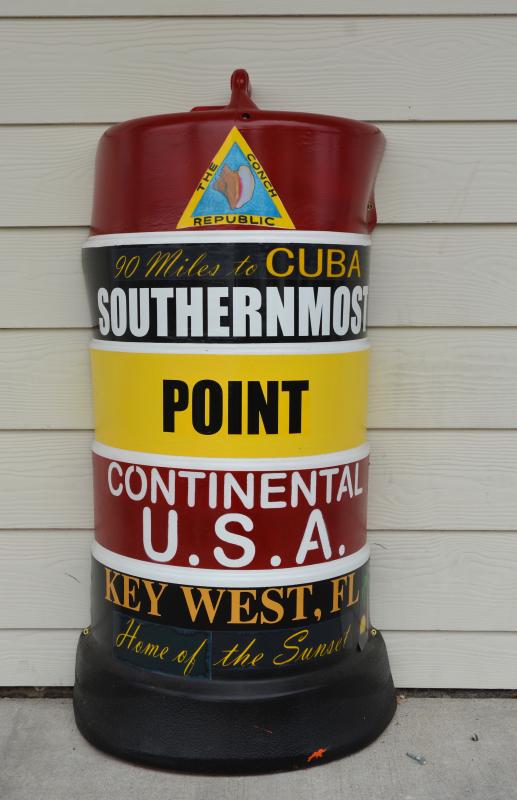 THE CONCH
REPUBLIC
90 Miles to CUBA
SOUTHERNMOST
POINT
CONTINENTAL
U.S.A.
KEY WEST, FL
Home of the Sunset